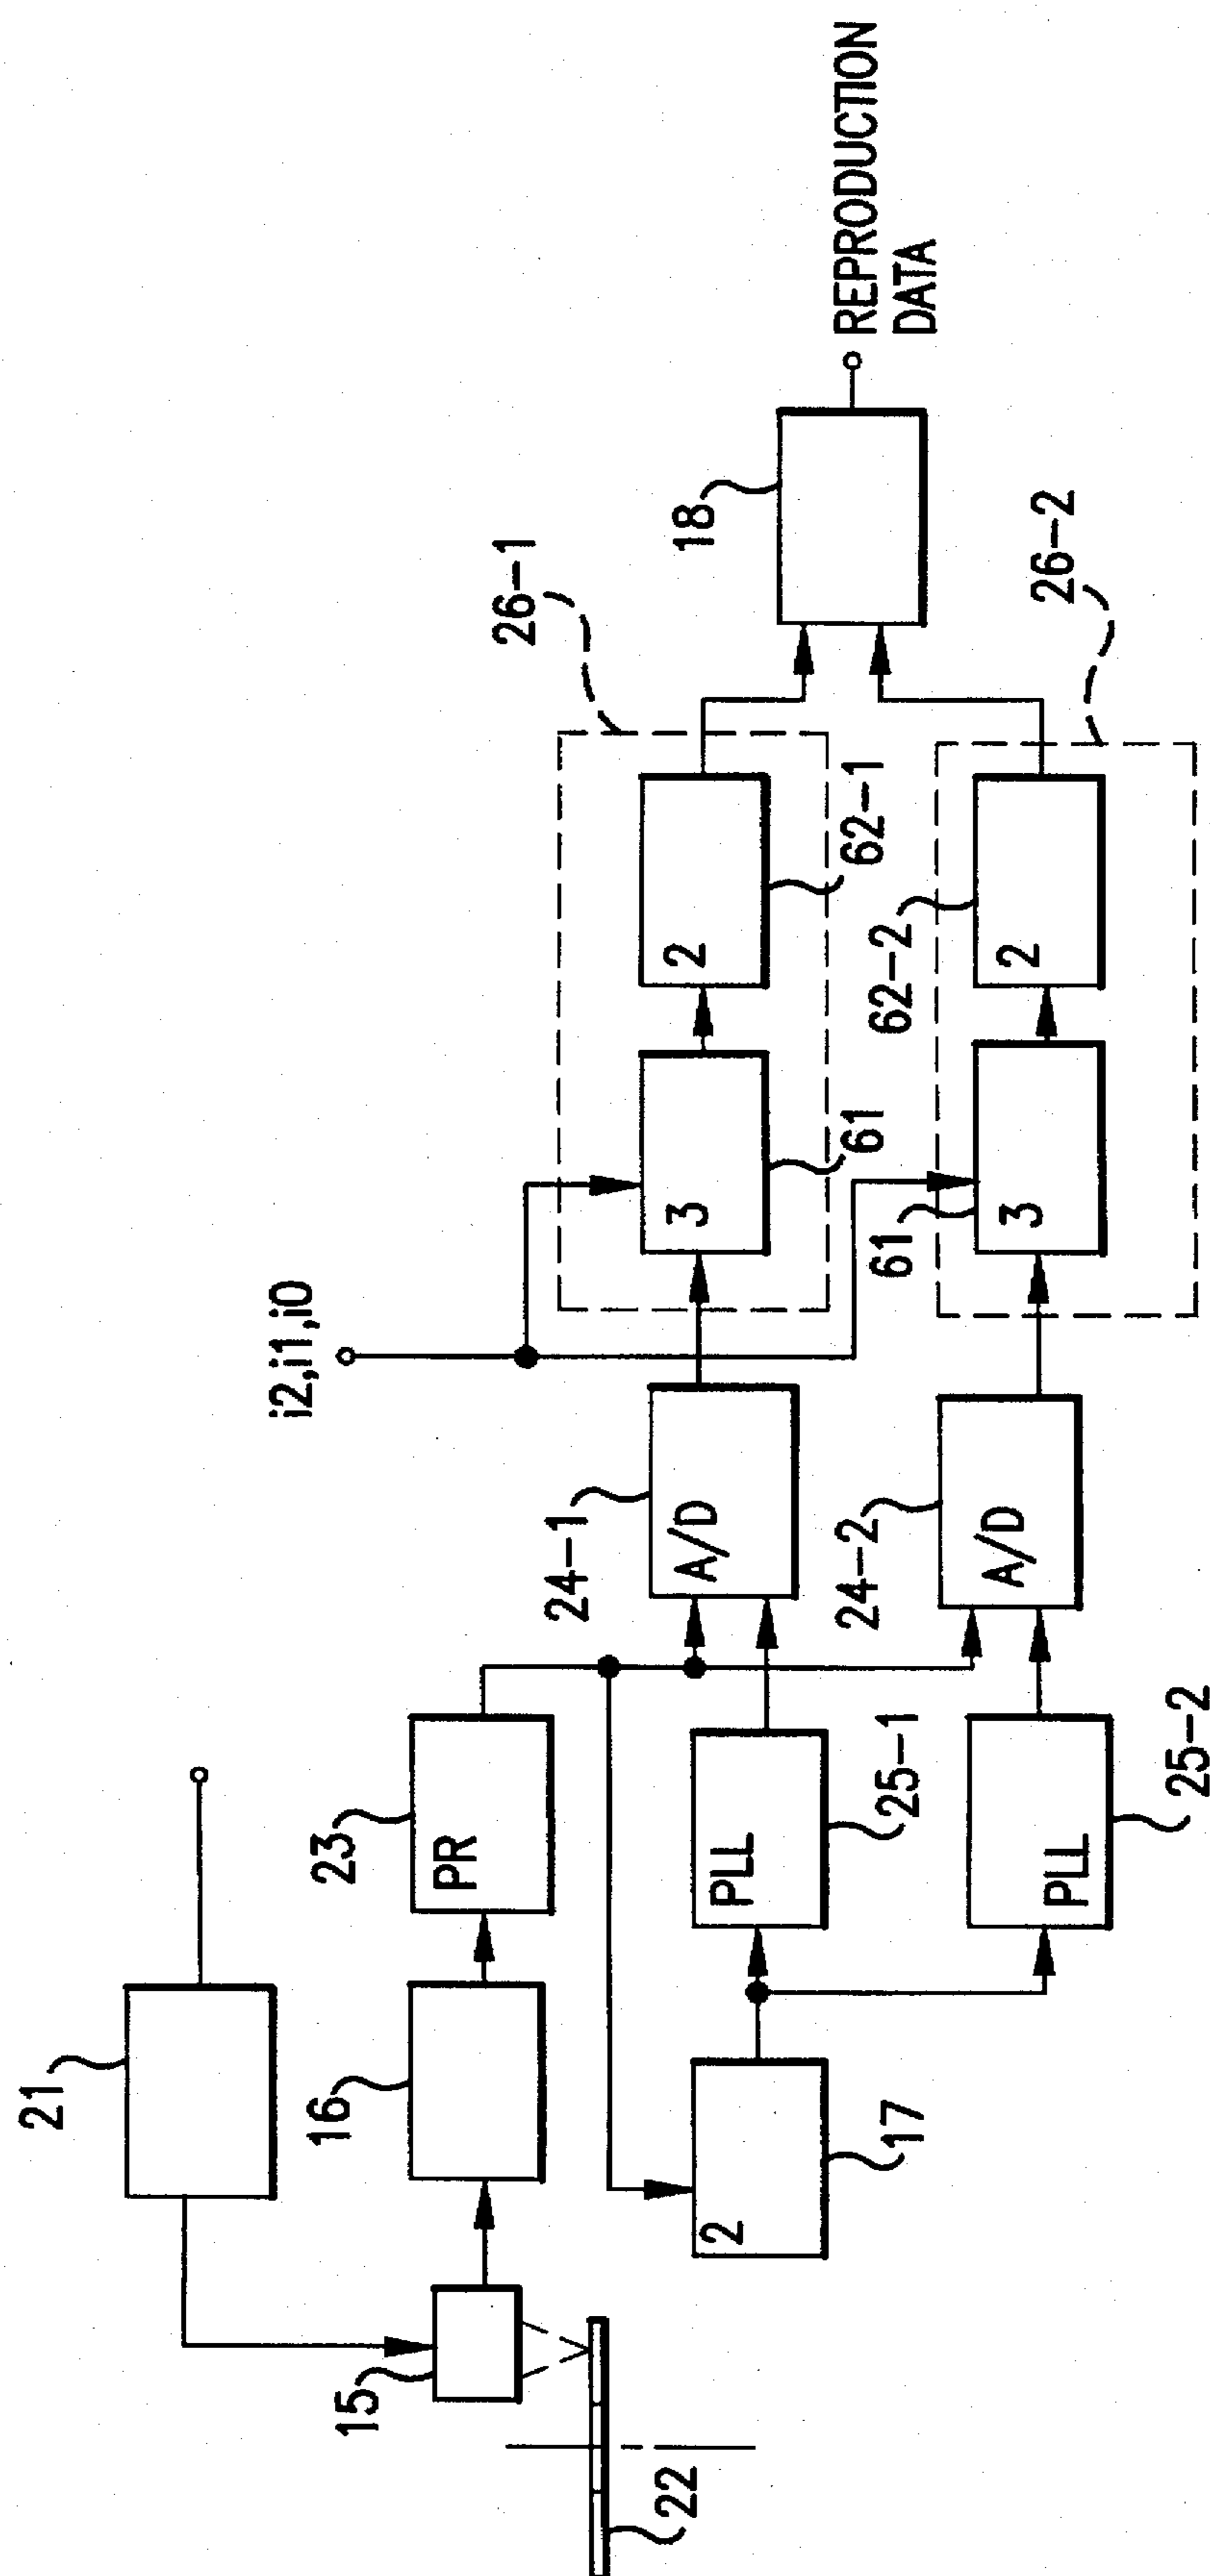 21
15
16
23
PR
22
2
17
PLL
25-1
PLL
25-2
24-1
A/D
24-2
A/D
i2,i1,i0
26-1
3
61
2
62-1
61
3
62-2
2
26-2
18
REPRODUCTION
DATA